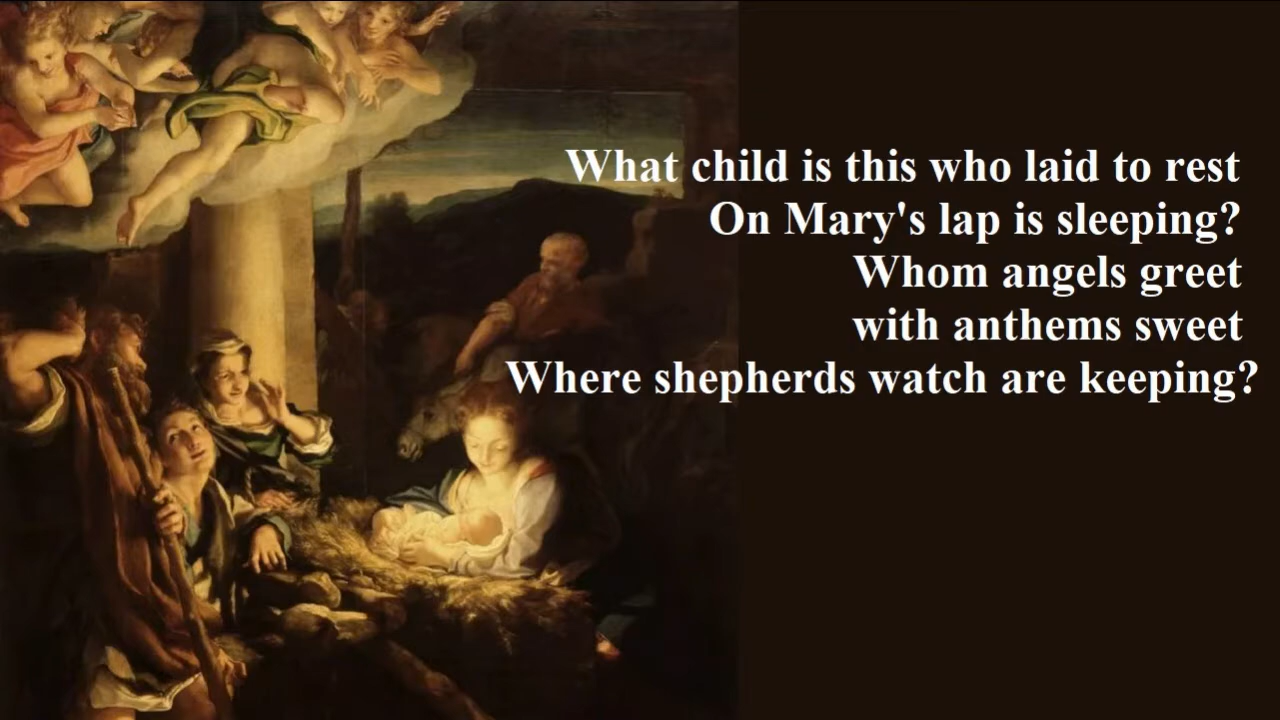 What child is this who laid to rest
On Mary's lap is sleeping?
Whom angels greet
with anthems sweet
Where shepherds watch are keeping?